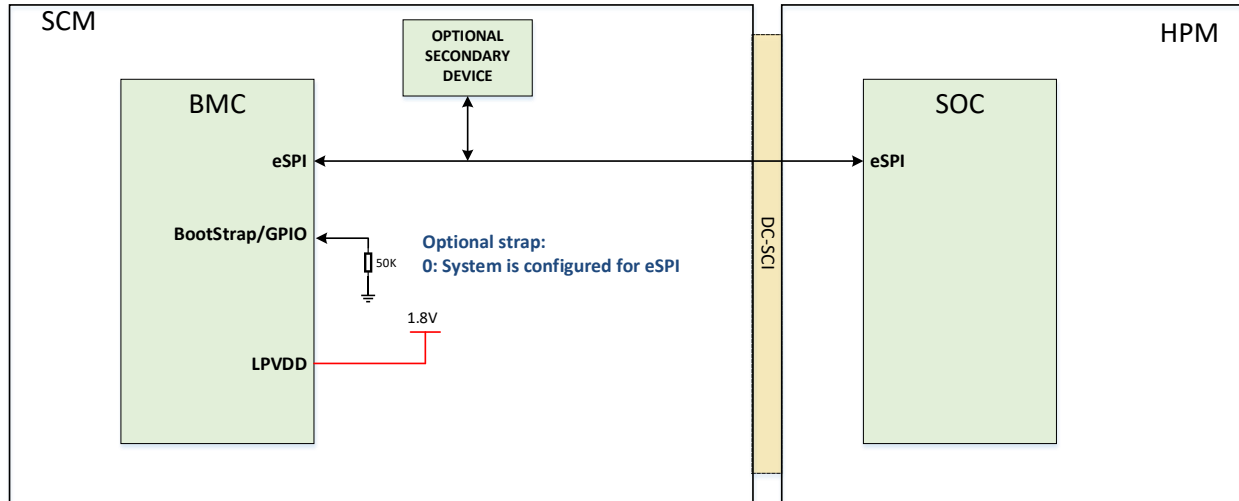 SCM
HPM
OPTIONAL
SECONDARY
DEVICE
BMC
SOC
eSPI
eSPI
BootStrap/GPIO
Optional strap:
0: System is configured for eSPI
50K
DC-SCI
1.8V
LPVDD